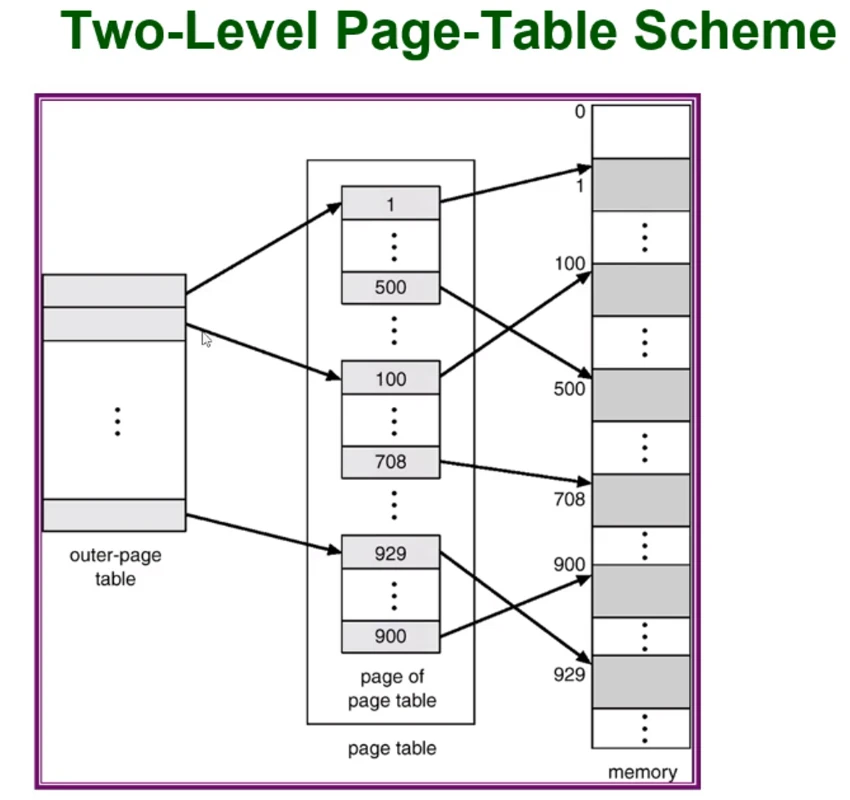 Two-Level Page-Table Scheme
outer-page
table
1
500
100
708
929
900
page of
page table
page table
0
1
100
500
708
900
929
memory